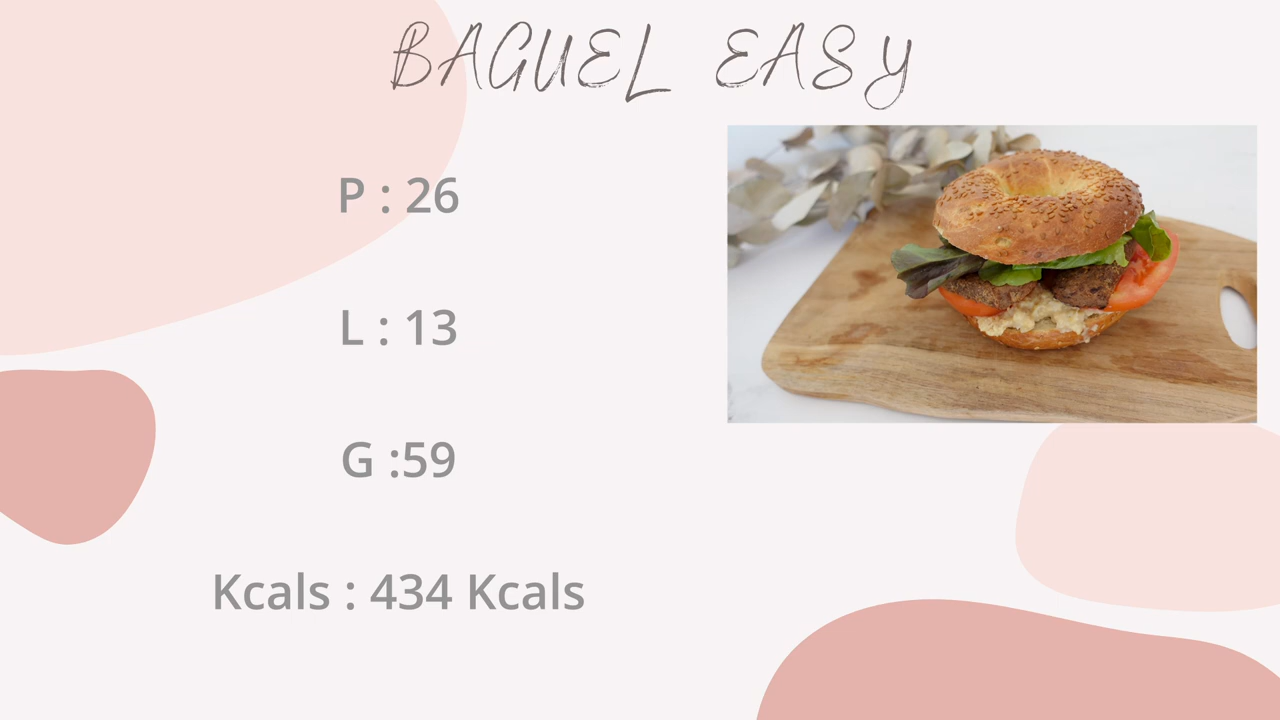 BAGUEL EASY
P : 26
L : 13
G :59
Kcals : 434 Kcals